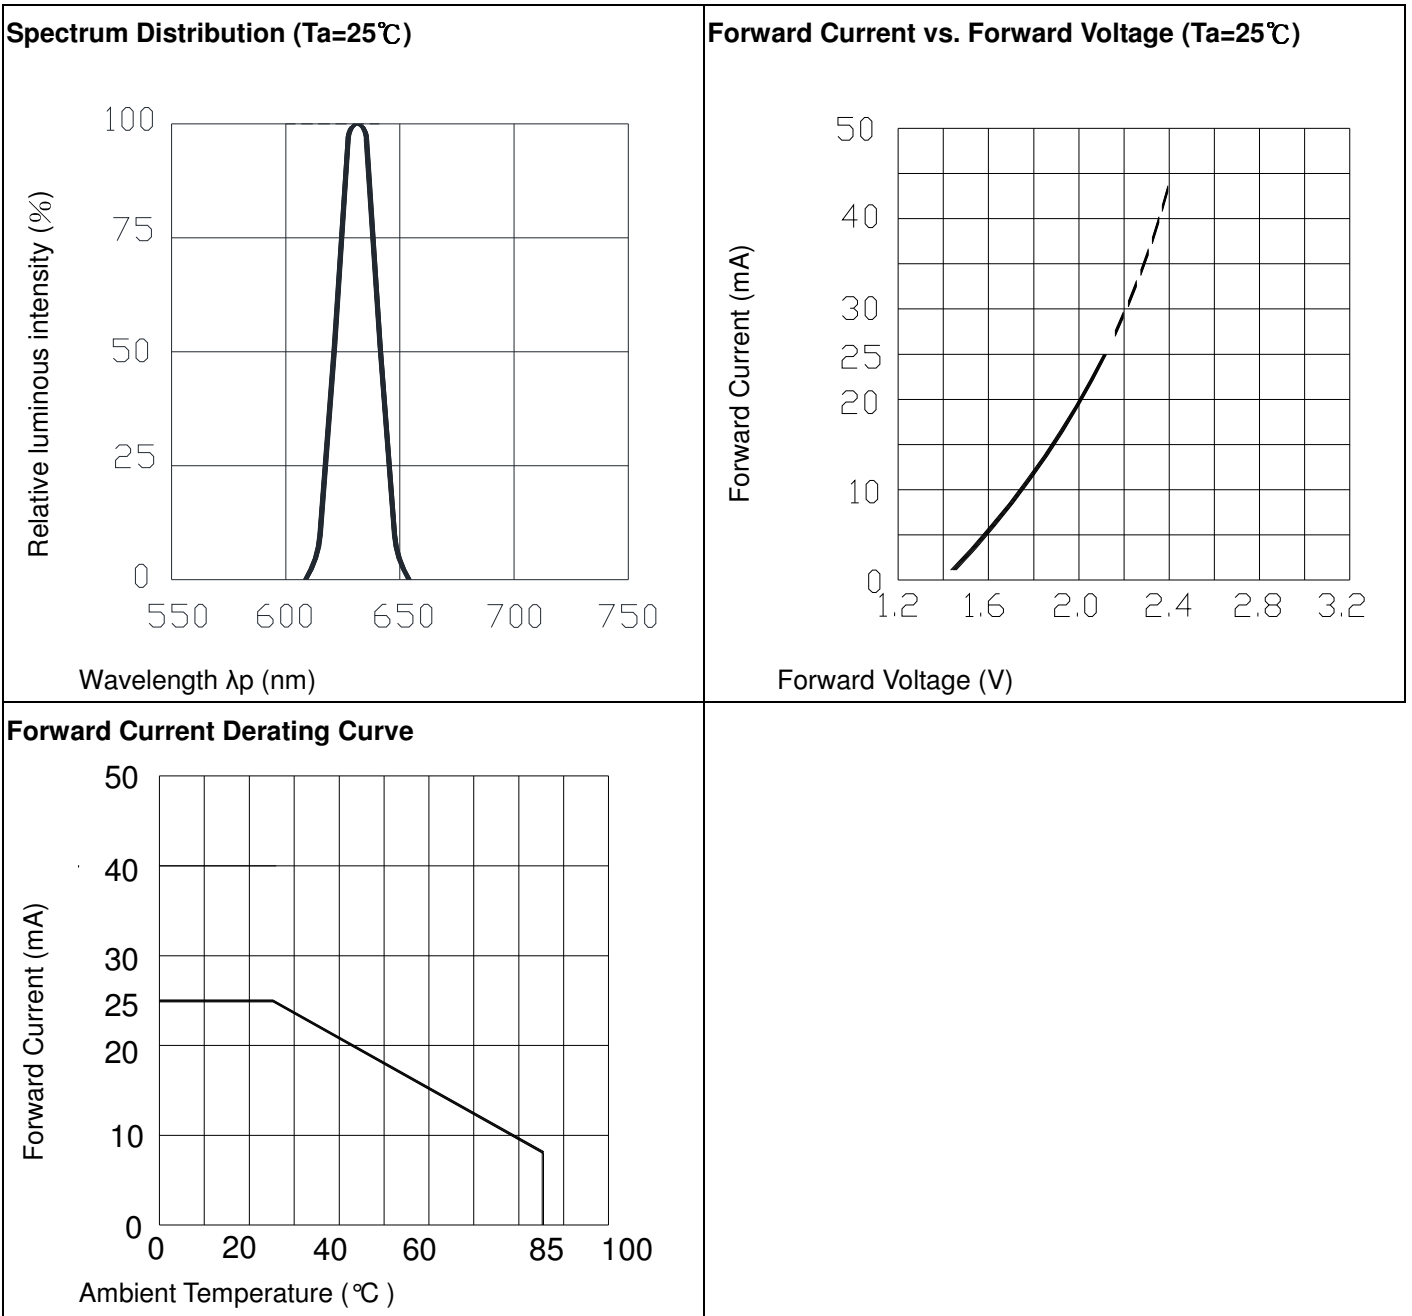 Spectrum Distribution (Ta=25℃)
100
75
50
25
0
550 600 650 700 750
Relative luminous intensity (%)
Wavelength λp (nm)
Forward Current vs. Forward Voltage (Ta=25℃)
50
40
30
25
20
10
0
1.2 1.6 2.0 2.4 2.8 3.2
Forward Current (mA)
Forward Voltage (V)
Forward Current Derating Curve
50
40
30
25
20
10
0
0 20 40 60 85 100
Forward Current (mA)
Ambient Temperature ( ℃ )